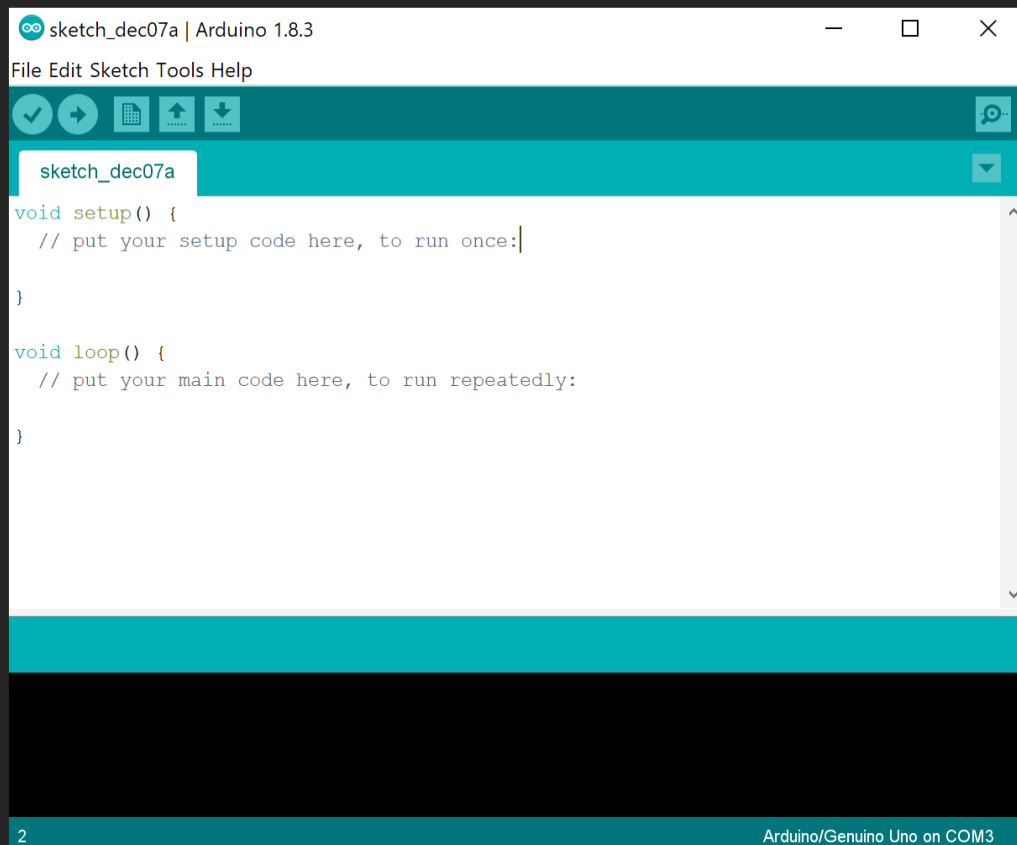 sketch_dec07a | Arduino 1.8.3
File Edit Sketch Tools Help
sketch_dec07a
void setup() {
  // put your setup code here, to run once:

}

void loop() {
  // put your main code here, to run repeatedly:

}
2
Arduino/Genuino Uno on COM3